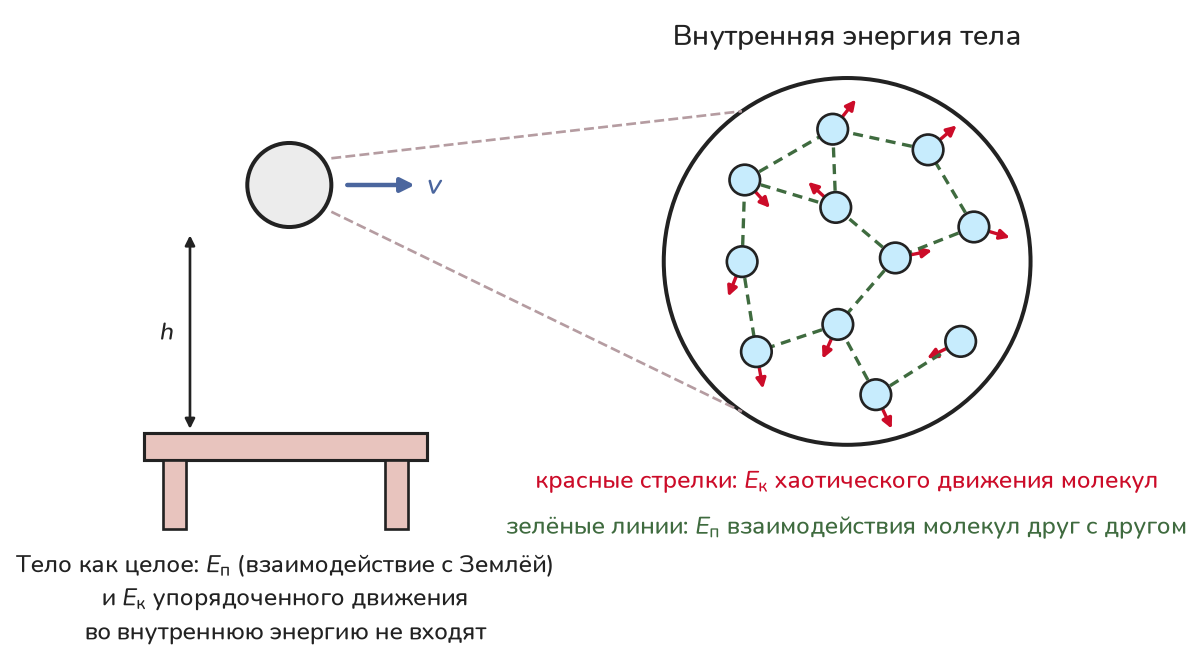 Внутренняя энергия тела
v
h
красные стрелки: Eк хаотического движения молекул
зелёные линии: Eп взаимодействия молекул друг с другом
Тело как целое: Eп (взаимодействие с Землёй)
и Eк упорядоченного движения
во внутреннюю энергию не входят